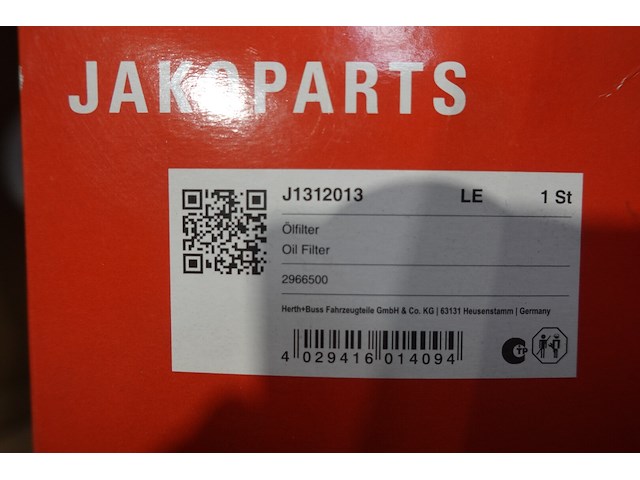 JAKOPARTS
J1312013 LE 1 St
Ölfilter
Oil Filter
2966500
Herth+Buss Fahrzeugteile GmbH & Co. KG | 63131 Heusenstamm | Germany
4 029416 014094
TP